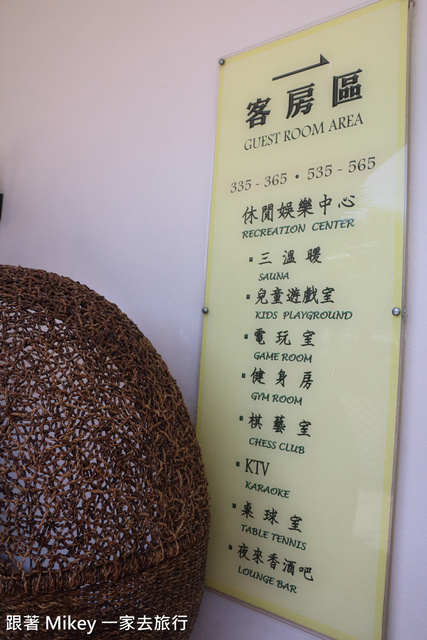 客房區
GUEST ROOM AREA
335 - 365 • 535 - 565
休閒娛樂中心
RECREATION CENTER
▪ 三溫暖
SAUNA
▪ 兒童遊戲室
KIDS PLAYGROUND
▪ 電玩室
GAME ROOM
▪ 健身房
GYM ROOM
▪ 棋藝室
CHESS CLUB
▪ KTV
KARAOKE
▪ 桌球室
TABLE TENNIS
▪ 夜來香酒吧
LOUNGE BAR
跟著 Mikey 一家去旅行